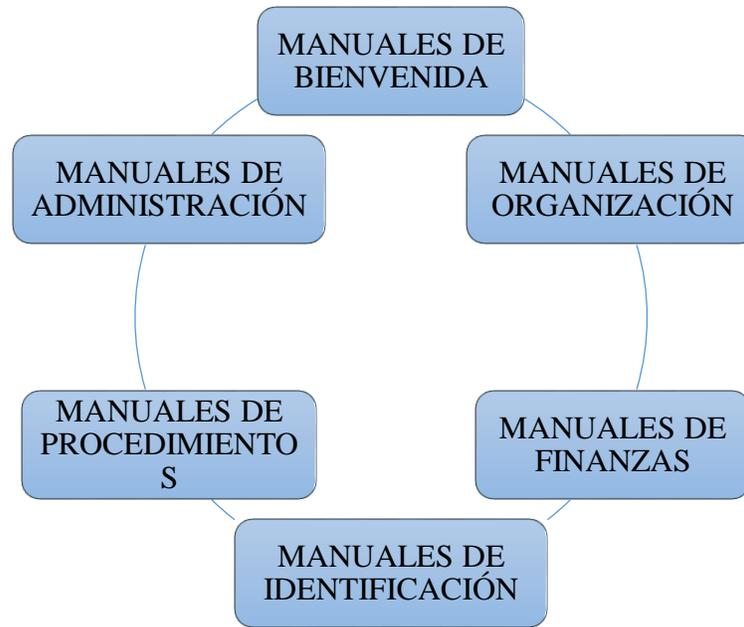 MANUALES DE
BIENVENIDA
MANUALES DE
ORGANIZACIÓN
MANUALES DE
FINANZAS
MANUALES DE
IDENTIFICACIÓN
MANUALES DE
PROCEDIMIENTO
S
MANUALES DE
ADMINISTRACIÓN